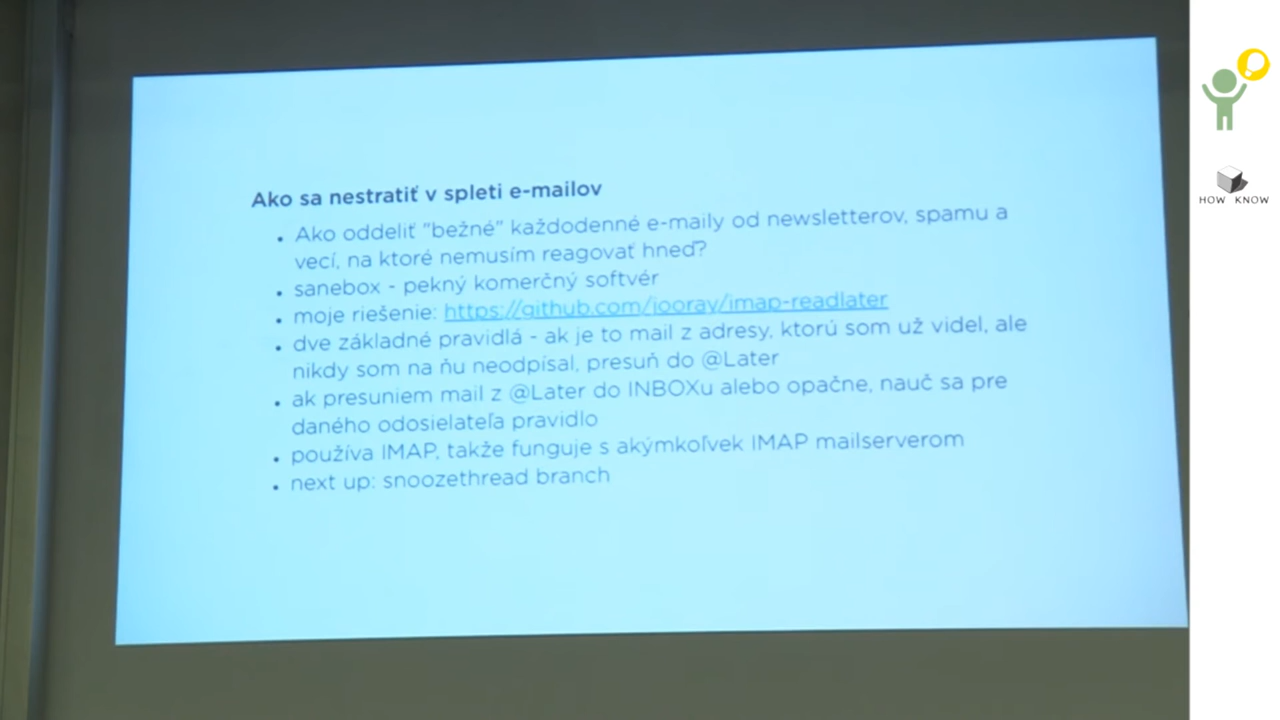 Ako sa nestratiť v spleti e-mailov
• Ako oddeliť "bežné" každodenné e-maily od newsletterov, spamu a
vecí, na ktoré nemusím reagovať hneď?
• sanebox - pekný komerčný softvér
• moje riešenie: https://github.com/jooray/imap-readlater
• dve základné pravidlá - ak je to mail z adresy, ktorú som už videl, ale
nikdy som na ňu neodpísal, presuň do @Later
• ak presuniem mail z @Later do INBOXu alebo opačne, nauč sa pre
daného odosielateľa pravidlo
• používa IMAP, takže funguje s akýmkoľvek IMAP mailserverom
• next up: snoozethread branch
HOW KNOW